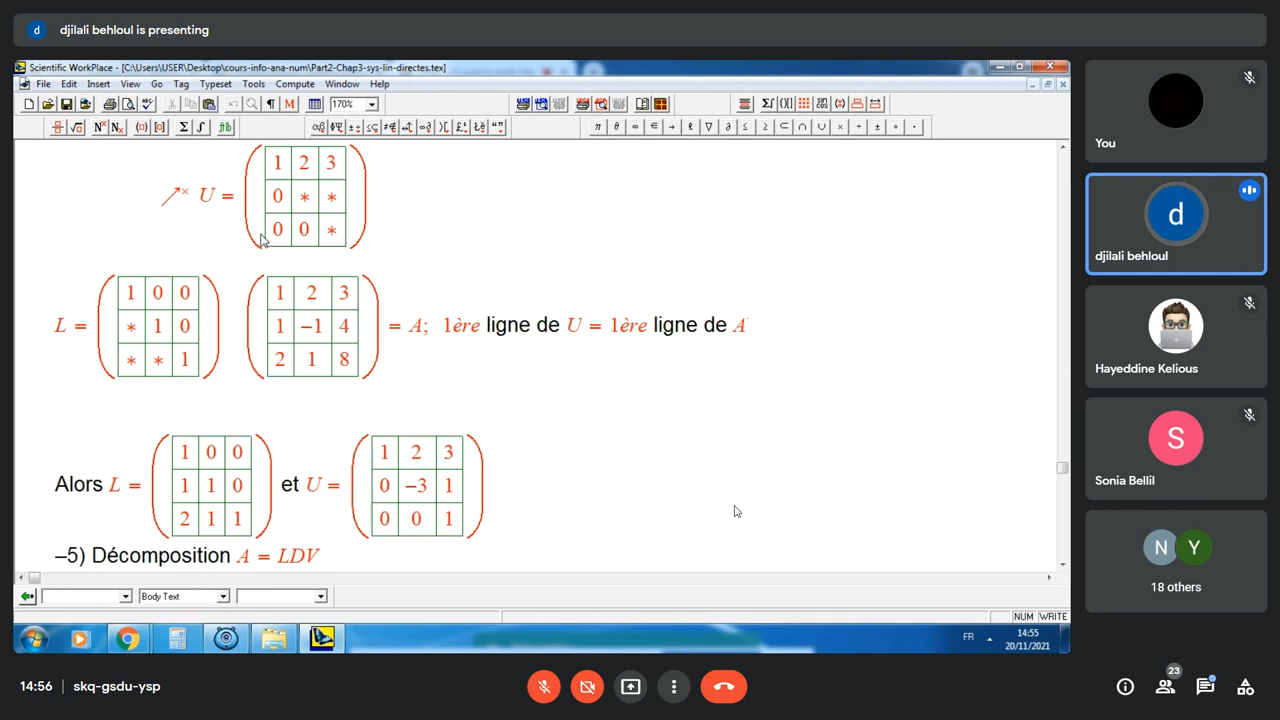 djilali behloul is presenting
Scientific WorkPlace - [C:\Users\USER\Desktop\cours-info-ana-num\Part2-Chap3-sys-lin-directes.tex]
File Edit Insert View Go Tag Typeset Tools Compute Window Help
170%
↗× U =
1 2 3
0 * *
0 0 *
L =
1 0 0
* 1 0
* * 1
1 2 3
1 −1 4
2 1 8
= A; 1ère ligne de U = 1ère ligne de A
Alors L =
1 0 0
1 1 0
2 1 1
et U =
1 2 3
0 −3 1
0 0 1
–5) Décomposition A = LDV
Body Text
NUM WRITE
FR
14:55
20/11/2021
You
d
djilali behloul
Hayeddine Kelious
S
Sonia Bellil
N Y
18 others
14:56 | skq-gsdu-ysp
23